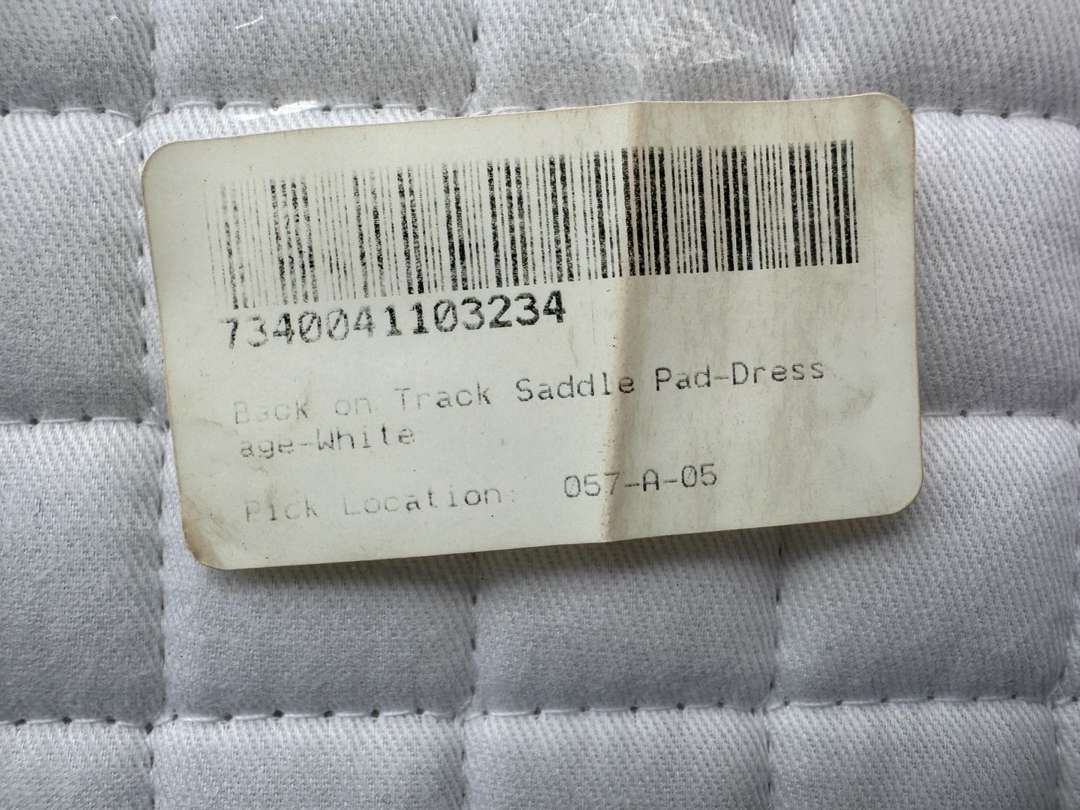 7340041103234
Back on Track Saddle Pad-Dress
age-White
Pick Location: 057-A-05